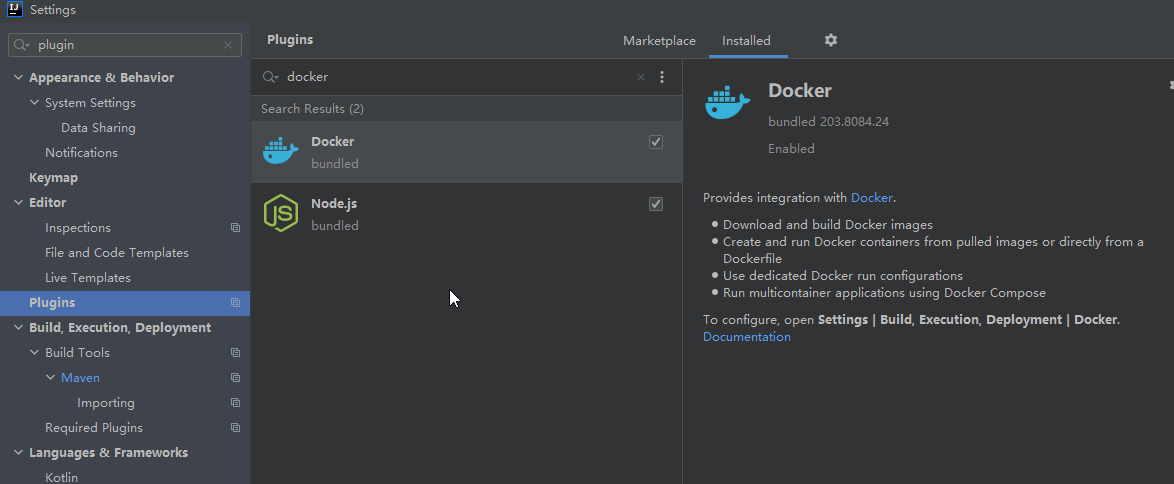 Settings
plugin
Appearance & Behavior
System Settings
Data Sharing
Notifications
Keymap
Editor
Inspections
File and Code Templates
Live Templates
Plugins
Build, Execution, Deployment
Build Tools
Maven
Importing
Required Plugins
Languages & Frameworks
Kotlin
Plugins
Marketplace
Installed
docker
Search Results (2)
Docker
bundled
Node.js
bundled
Docker
bundled 203.8084.24
Enabled
Provides integration with Docker.
• Download and build Docker images
• Create and run Docker containers from pulled images or directly from a
Dockerfile
• Use dedicated Docker run configurations
• Run multicontainer applications using Docker Compose
To configure, open Settings | Build, Execution, Deployment | Docker.
Documentation